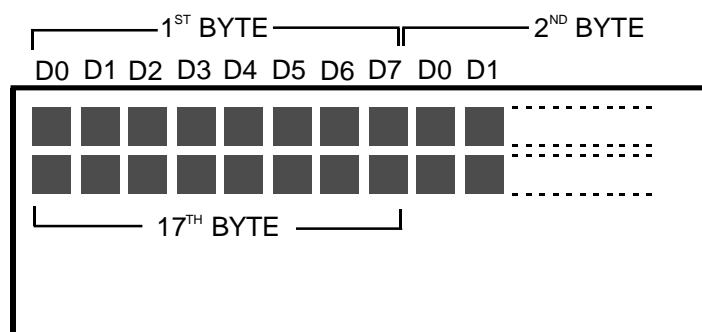 1ST BYTE 2ND BYTE
D0 D1 D2 D3 D4 D5 D6 D7 D0 D1
17TH BYTE